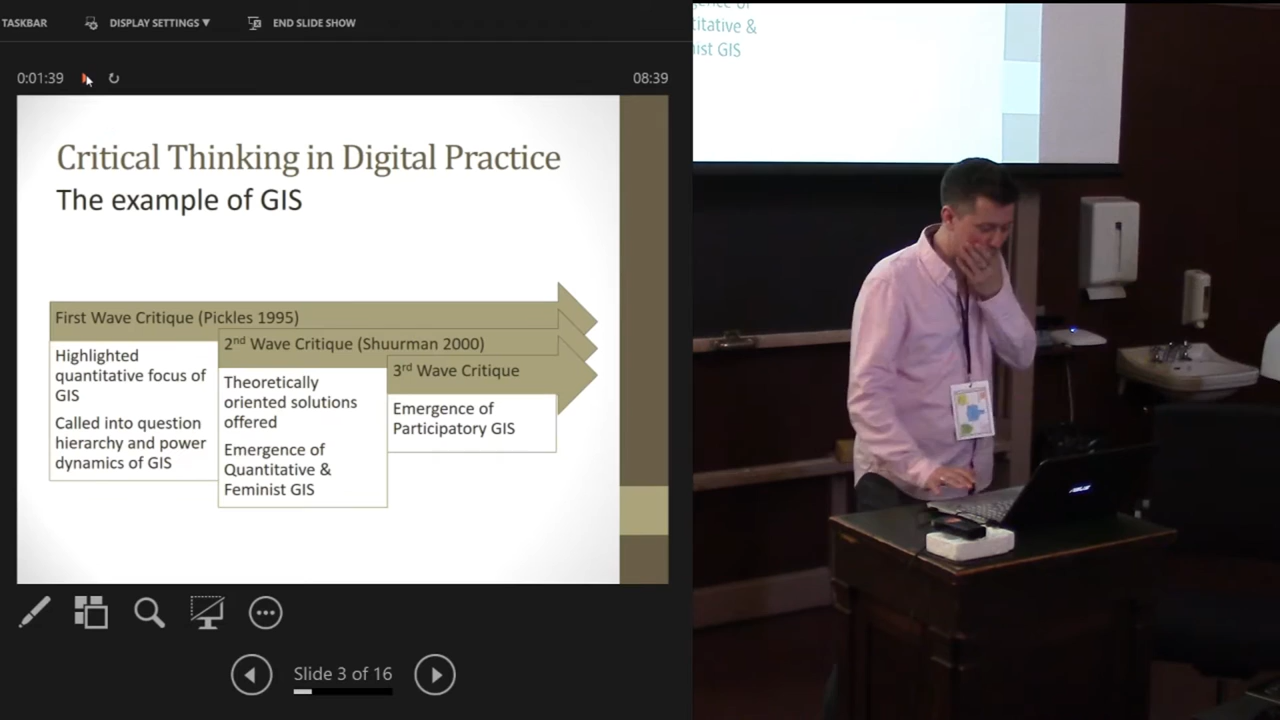 TASKBAR
DISPLAY SETTINGS ▼
END SLIDE SHOW
0:01:39
08:39
Critical Thinking in Digital Practice
The example of GIS
First Wave Critique (Pickles 1995)
Highlighted
quantitative focus of
GIS
Called into question
hierarchy and power
dynamics of GIS
2nd Wave Critique (Shuurman 2000)
Theoretically
oriented solutions
offered
Emergence of
Quantitative &
Feminist GIS
3rd Wave Critique
Emergence of
Participatory GIS
Slide 3 of 16
titative &
ist GIS
ASUS